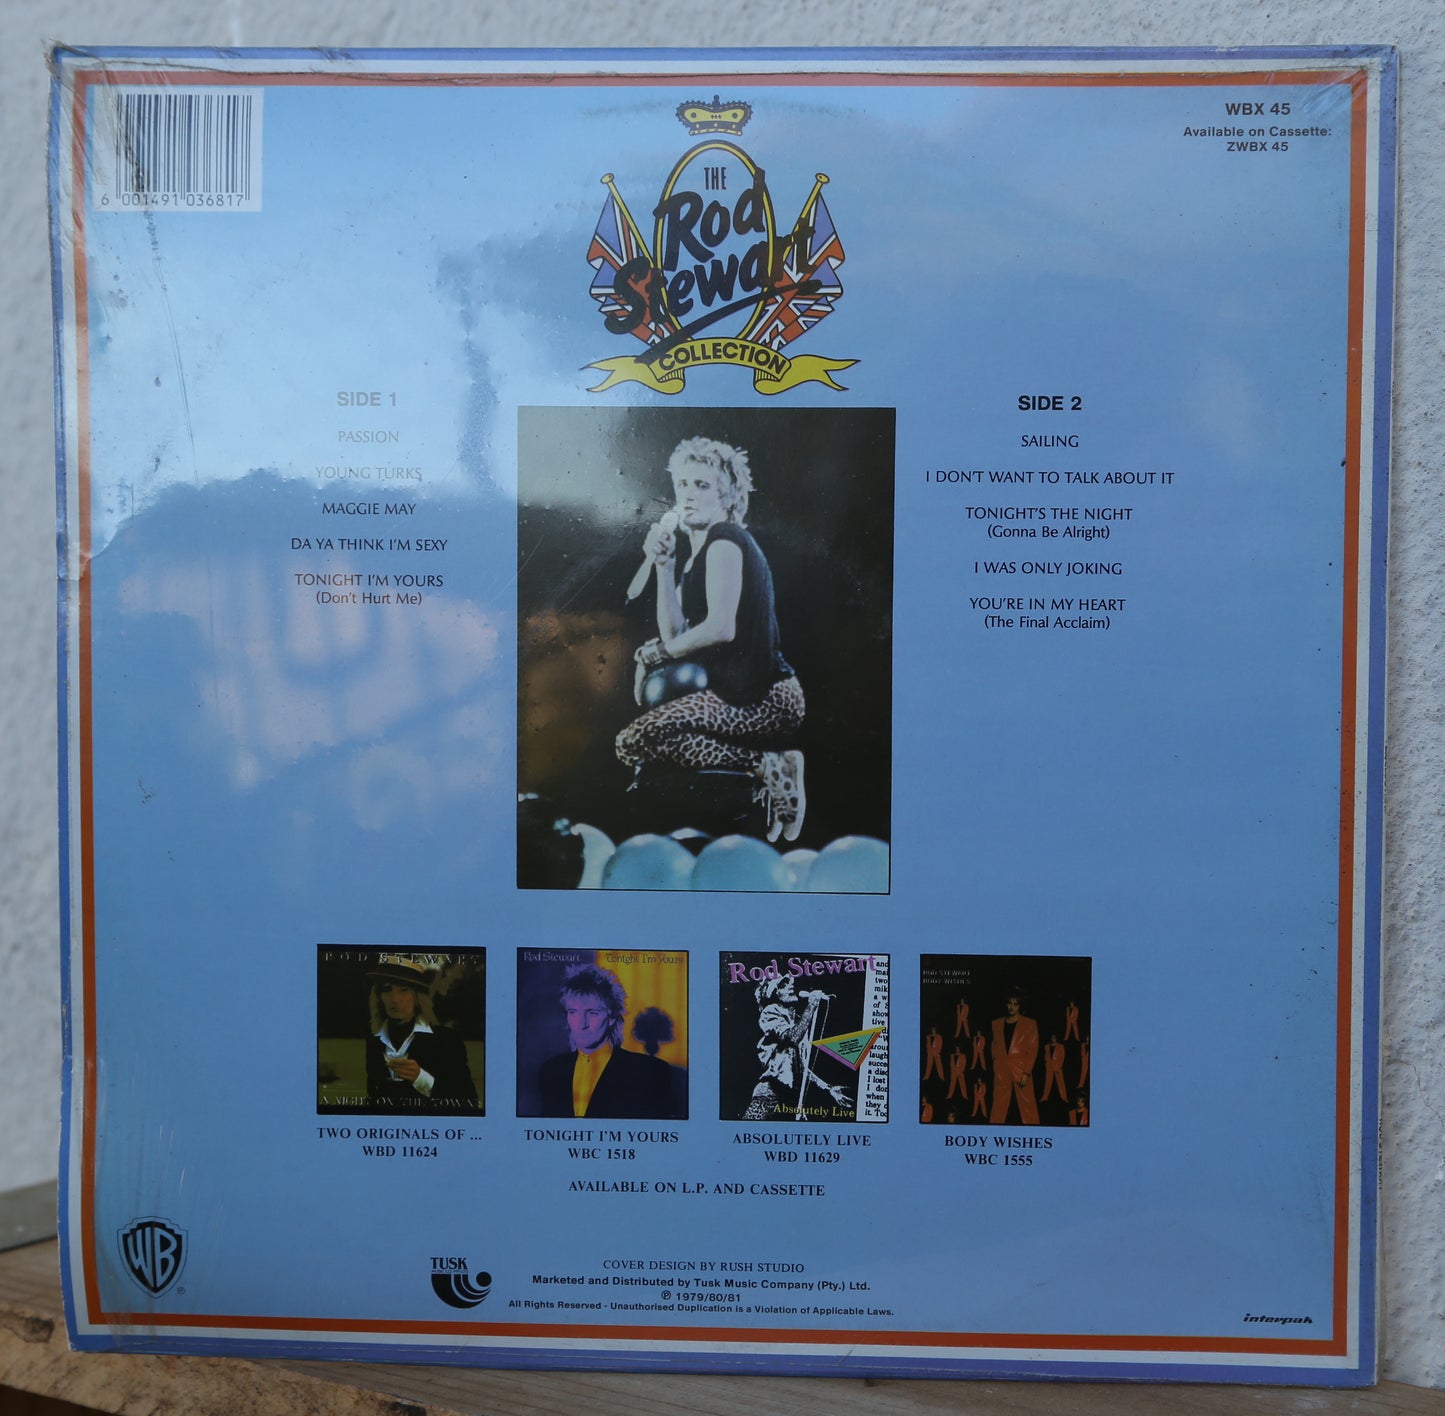 6 001491 036817
WBX 45
Available on Cassette:
ZWBX 45
THE
Rod
Stewart
COLLECTION
SIDE 1
PASSION
YOUNG TURKS
MAGGIE MAY
DA YA THINK I'M SEXY
TONIGHT I'M YOURS
(Don't Hurt Me)
SIDE 2
SAILING
I DON'T WANT TO TALK ABOUT IT
TONIGHT'S THE NIGHT
(Gonna Be Alright)
I WAS ONLY JOKING
YOU'RE IN MY HEART
(The Final Acclaim)
ROD STEWART
A NIGHT ON THE TOWN
TWO ORIGINALS OF ...
WBD 11624
Rod Stewart Tonight I'm Yours
TONIGHT I'M YOURS
WBC 1518
Rod Stewart
Absolutely Live
ABSOLUTELY LIVE
WBD 11629
ROD STEWART
BODY WISHES
BODY WISHES
WBC 1555
AVAILABLE ON L.P. AND CASSETTE
WB
®
TUSK
COVER DESIGN BY RUSH STUDIO
Marketed and Distributed by Tusk Music Company (Pty.) Ltd.
℗ 1979/80/81
All Rights Reserved · Unauthorised Duplication is a Violation of Applicable Laws.
interpak